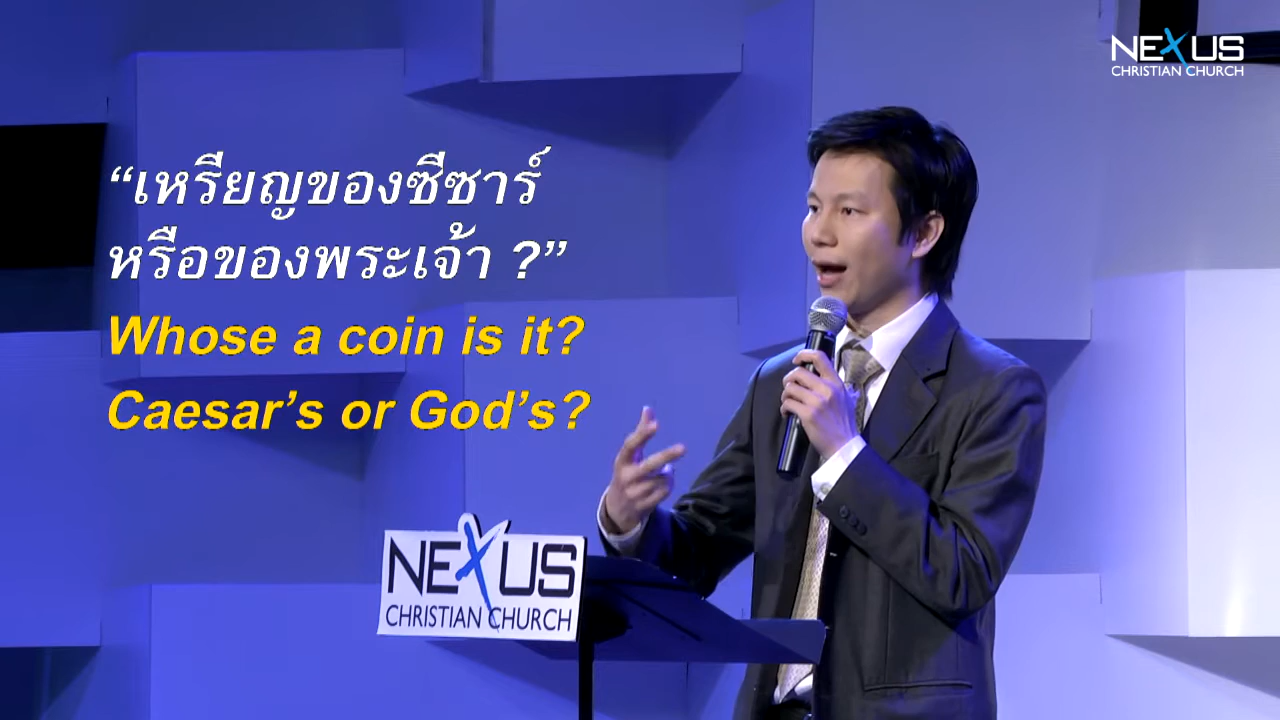 NEXUS
CHRISTIAN CHURCH
“เหรียญของซีซาร์
หรือของพระเจ้า ?”
Whose a coin is it?
Caesar’s or God’s?
NEXUS
CHRISTIAN CHURCH